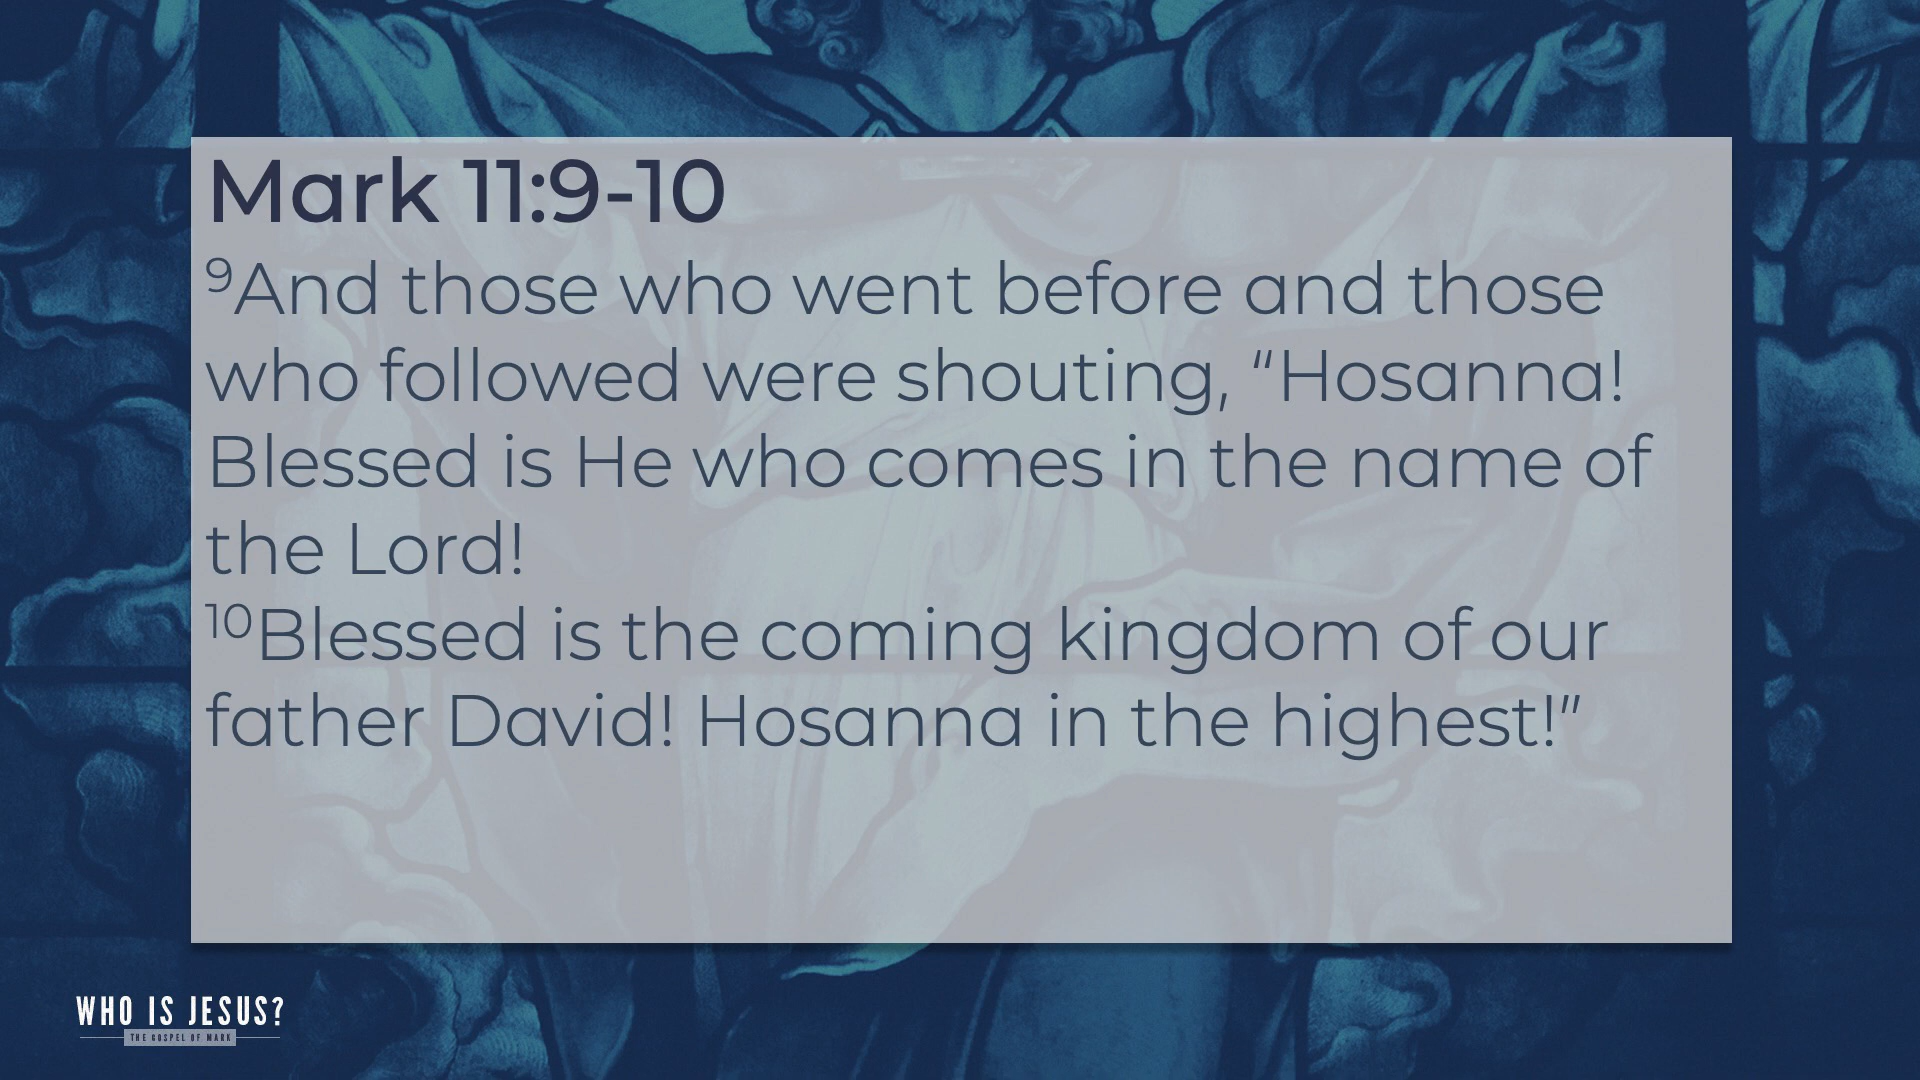 Mark 11:9-10
9And those who went before and those
who followed were shouting, “Hosanna!
Blessed is He who comes in the name of
the Lord!
10Blessed is the coming kingdom of our
father David! Hosanna in the highest!”
WHO IS JESUS?
THE GOSPEL OF MARK